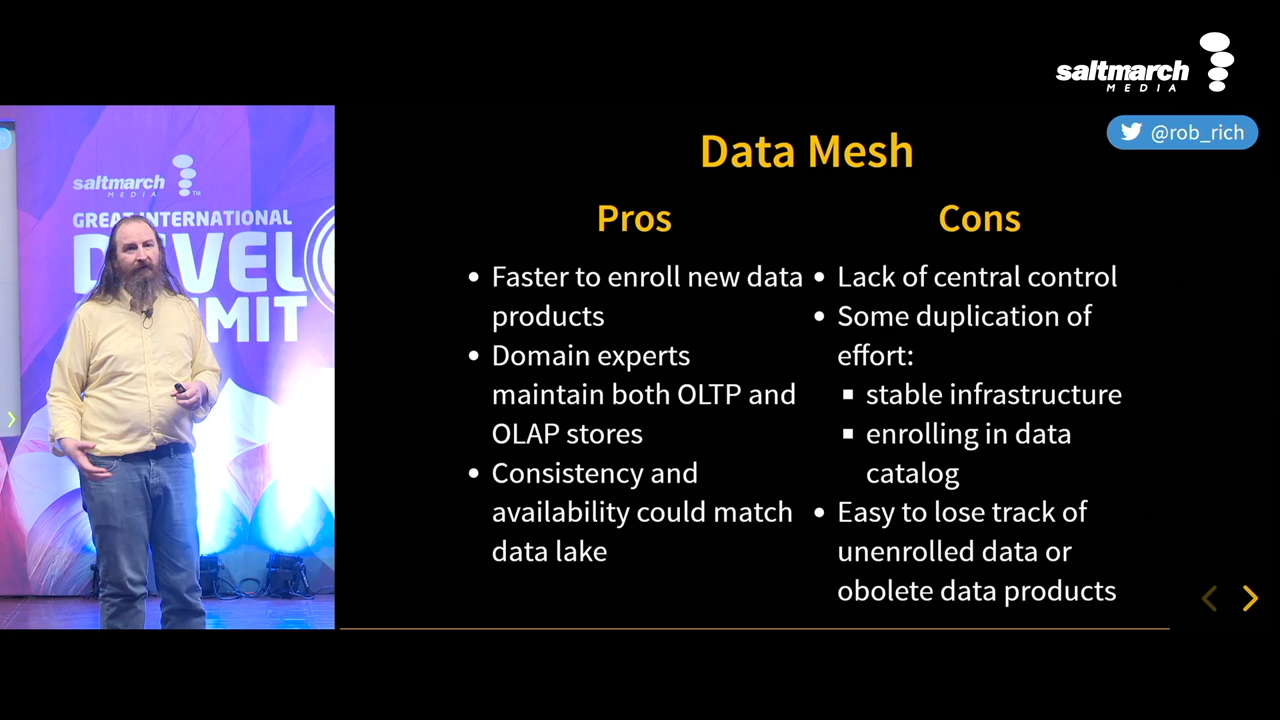 saltmarch
MEDIA
@rob_rich
Data Mesh
Pros
Faster to enroll new data
products
Domain experts
maintain both OLTP and
OLAP stores
Consistency and
availability could match
data lake
Cons
Lack of central control
Some duplication of
effort:
stable infrastructure
enrolling in data
catalog
Easy to lose track of
unenrolled data or
obolete data products
saltmarch
MEDIA
TM
GREAT INTERNATIONAL